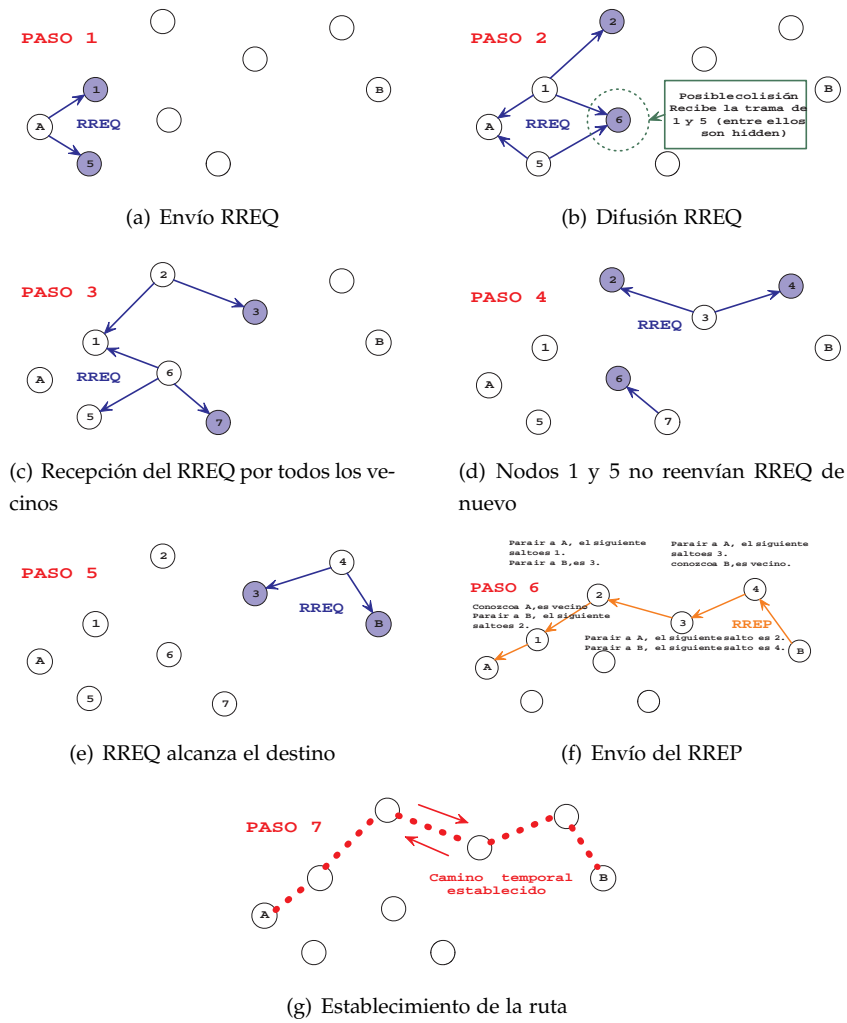 PASO 1
1
A
RREQ
5
B
(a) Envío RREQ
PASO 2
2
1
A
RREQ
6
5
B
Posiblecolisión
Recibe la trama de
1 y 5 (entre ellos
son hidden)
(b) Difusión RREQ
PASO 3
2
3
1
A
RREQ
6
5
7
B
(c) Recepción del RREQ por todos los ve-
cinos
PASO 4
2
4
3
RREQ
1
A
6
5
7
B
(d) Nodos 1 y 5 no reenvían RREQ de
nuevo
PASO 5
2
4
3
RREQ
1
B
A
6
5
7
(e) RREQ alcanza el destino
Parair a A, el siguiente
saltoes 1.
Parair a B,es 3.
Parair a A, el siguiente
saltoes 3.
conozcoa B,es vecino.
PASO 6
2
4
Conozcoa A,es vecino
Parair a B, el siguiente
saltoes 2.
3
RREP
1
Parair a A, el siguientesalto es 2.
Parair a B, el siguientesalto es 4.
B
A
(f) Envío del RREP
PASO 7
Camino temporal
establecido
B
A
(g) Establecimiento de la ruta